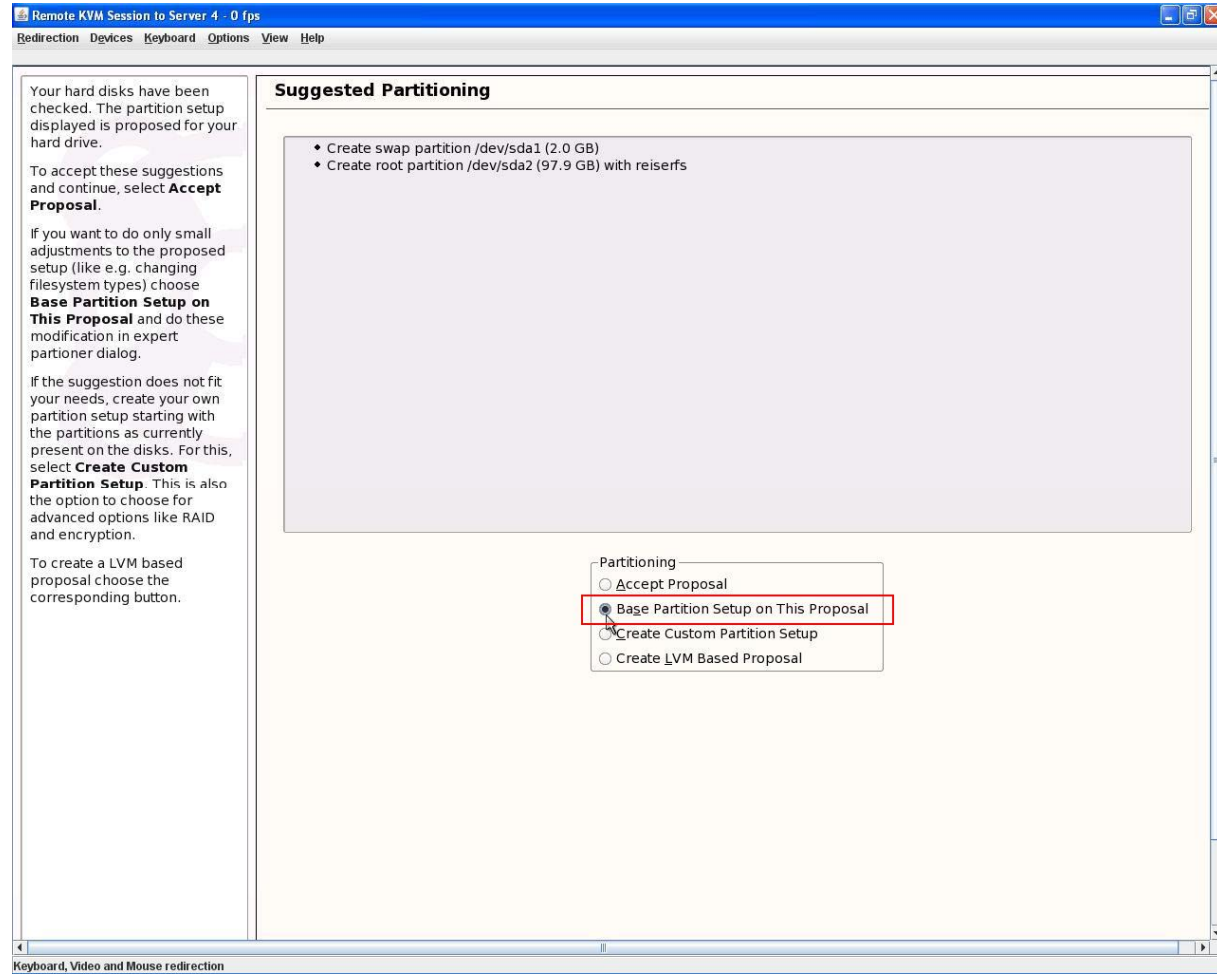 Remote KVM Session to Server 4 - 0 fps
Redirection Devices Keyboard Options View Help
Your hard disks have been
checked. The partition setup
displayed is proposed for your
hard drive.
To accept these suggestions
and continue, select Accept
Proposal.
If you want to do only small
adjustments to the proposed
setup (like e.g. changing
filesystem types) choose
Base Partition Setup on
This Proposal and do these
modification in expert
partioner dialog.
If the suggestion does not fit
your needs, create your own
partition setup starting with
the partitions as currently
present on the disks. For this,
select Create Custom
Partition Setup. This is also
the option to choose for
advanced options like RAID
and encryption.
To create a LVM based
proposal choose the
corresponding button.
Suggested Partitioning
• Create swap partition /dev/sda1 (2.0 GB)
• Create root partition /dev/sda2 (97.9 GB) with reiserfs
Partitioning
Accept Proposal
Base Partition Setup on This Proposal
Create Custom Partition Setup
Create LVM Based Proposal
Keyboard, Video and Mouse redirection